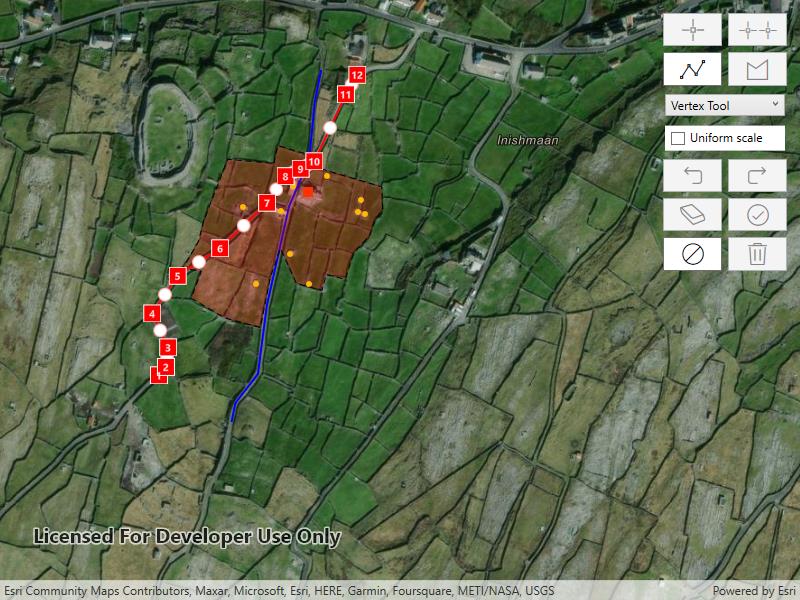 12
11
Inishmaan
10
9
8
7
6
5
4
3
2
1
Vertex Tool
Uniform scale
Licensed For Developer Use Only
Esri Community Maps Contributors, Maxar, Microsoft, Esri, HERE, Garmin, Foursquare, METI/NASA, USGS
Powered by Esri